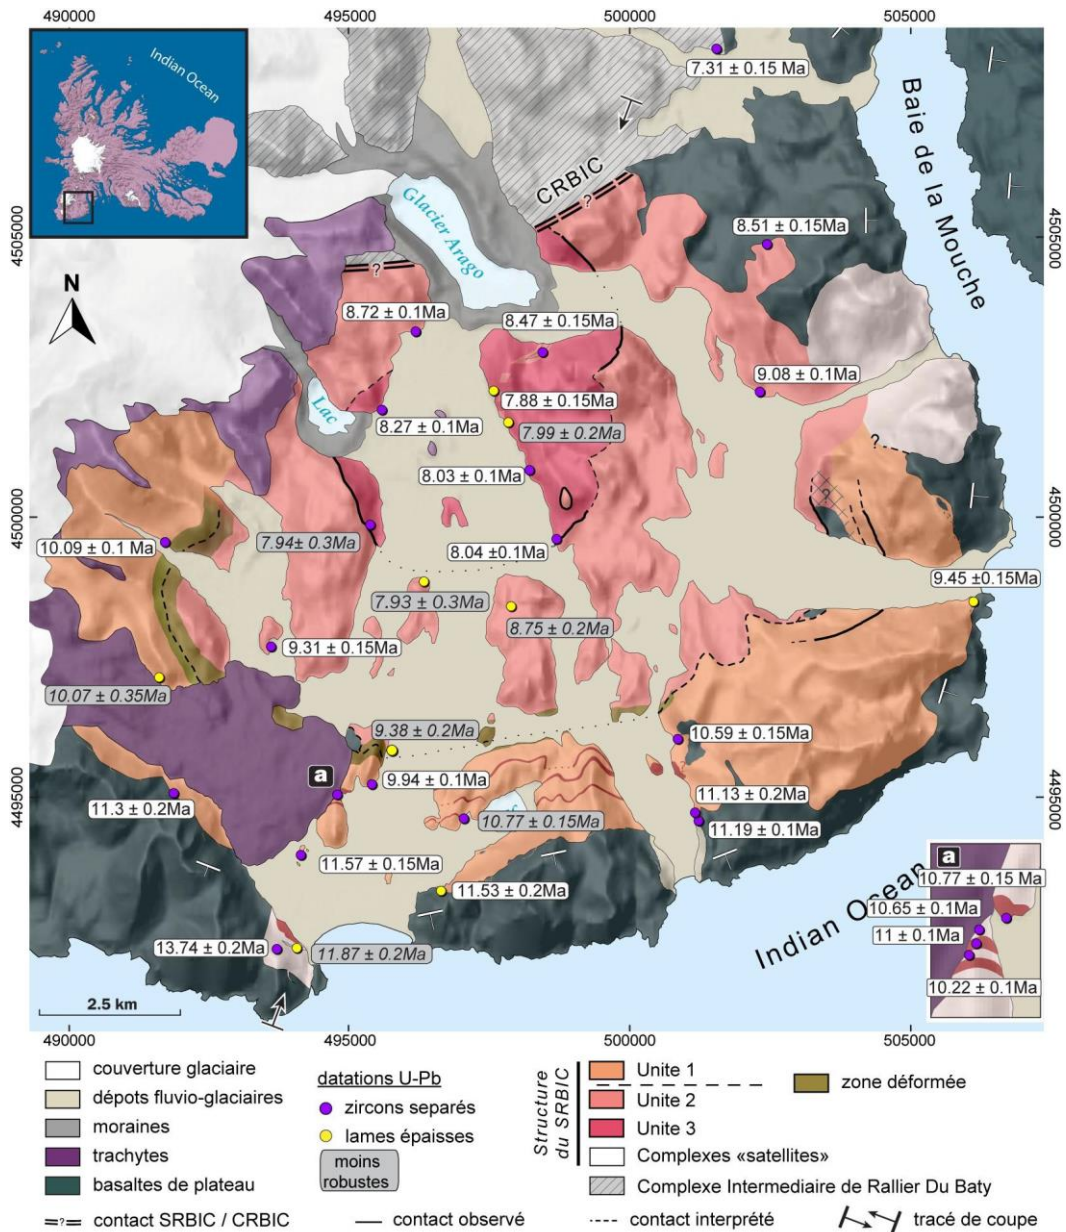 490000
495000
500000
505000
Indian Ocean
7.31 ± 0.15 Ma
Baie de la Mouche
CRBIC
?
Glacier Arago
4505000
4505000
8.51 ± 0.15Ma
?
N
8.72 ± 0.1Ma
8.47 ± 0.15Ma
9.08 ± 0.1Ma
Lac
7.88 ± 0.15Ma
8.27 ± 0.1Ma
7.99 ± 0.2Ma
?
8.03 ± 0.1Ma
?
4500000
4500000
7.94± 0.3Ma
10.09 ± 0.1 Ma
8.04 ±0.1Ma
9.45 ±0.15Ma
7.93 ± 0.3Ma
8.75 ± 0.2Ma
9.31 ± 0.15Ma
10.07 ± 0.35Ma
9.38 ± 0.2Ma
10.59 ± 0.15Ma
a
9.94 ± 0.1Ma
4495000
4495000
11.3 ± 0.2Ma
11.13 ± 0.2Ma
10.77 ± 0.15Ma
11.19 ± 0.1Ma
11.57 ± 0.15Ma
11.53 ± 0.2Ma
Indian Ocean
a
10.77 ± 0.15 Ma
10.65 ± 0.1Ma
11 ± 0.1Ma
10.22 ± 0.1Ma
13.74 ± 0.2Ma
11.87 ± 0.2Ma
2.5 km
490000
495000
500000
505000
couverture glaciaire
dépots fluvio-glaciaires
moraines
trachytes
basaltes de plateau
datations U-Pb
zircons separés
lames épaisses
moins
robustes
Structure
du SRBIC
Unite 1
Unite 2
Unite 3
Complexes «satellites»
Complexe Intermediaire de Rallier Du Baty
zone déformée
? contact SRBIC / CRBIC
contact observé
contact interprété
tracé de coupe